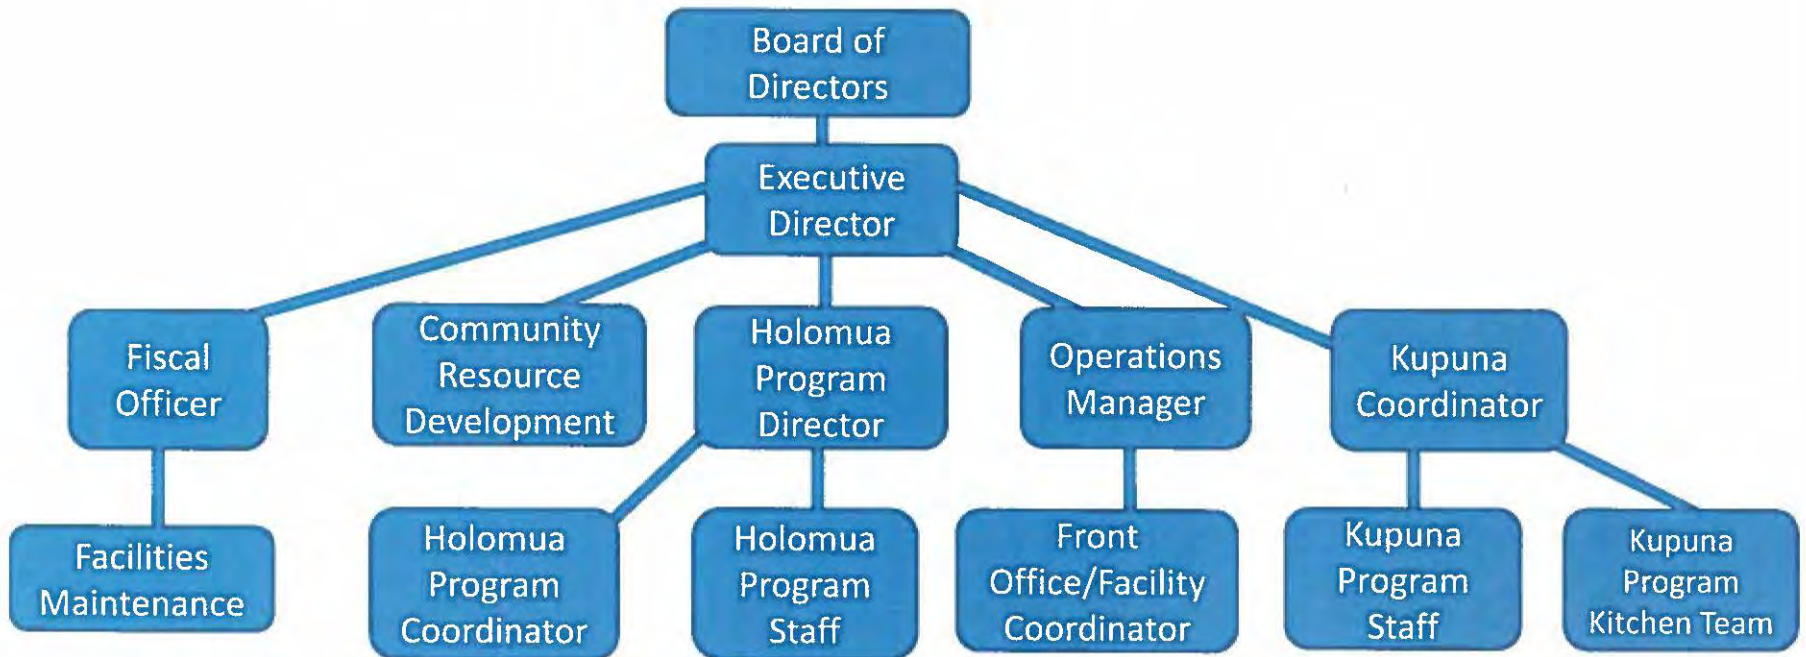 Board of
Directors
Executive
Director
Fiscal
Officer
Community
Resource
Development
Holomua
Program
Director
Operations
Manager
Kupuna
Coordinator
Facilities
Maintenance
Holomua
Program
Coordinator
Holomua
Program
Staff
Front
Office/Facility
Coordinator
Kupuna
Program
Staff
Kupuna
Program
Kitchen Team